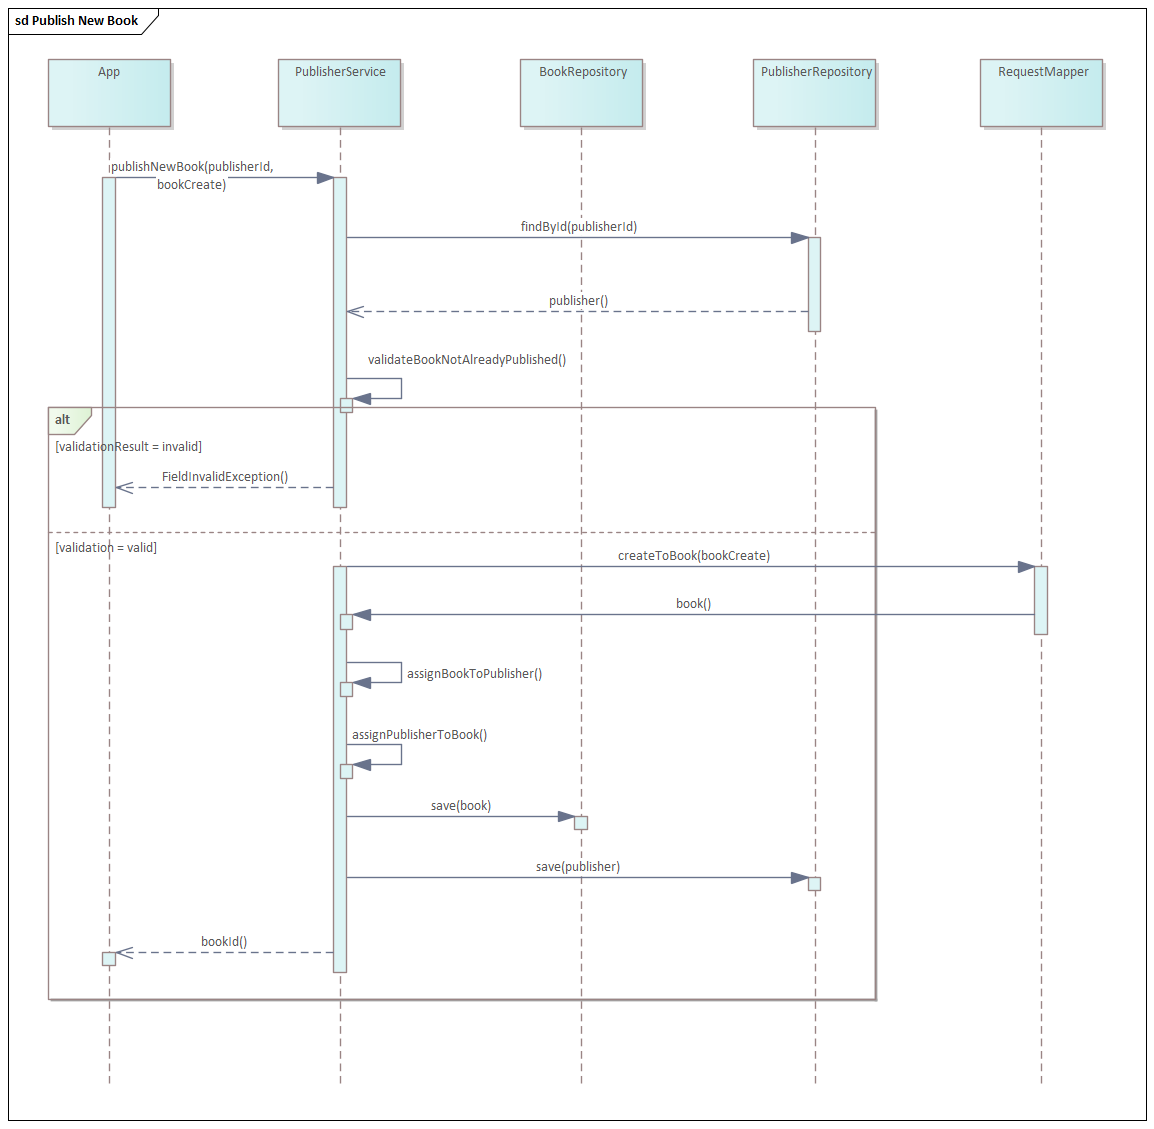 sd Publish New Book
App
PublisherService
BookRepository
PublisherRepository
RequestMapper
publishNewBook(publisherId,
bookCreate)
findById(publisherId)
publisher()
validateBookNotAlreadyPublished()
alt
[validationResult = invalid]
FieldInvalidException()
[validation = valid]
createToBook(bookCreate)
book()
assignBookToPublisher()
assignPublisherToBook()
save(book)
save(publisher)
bookId()